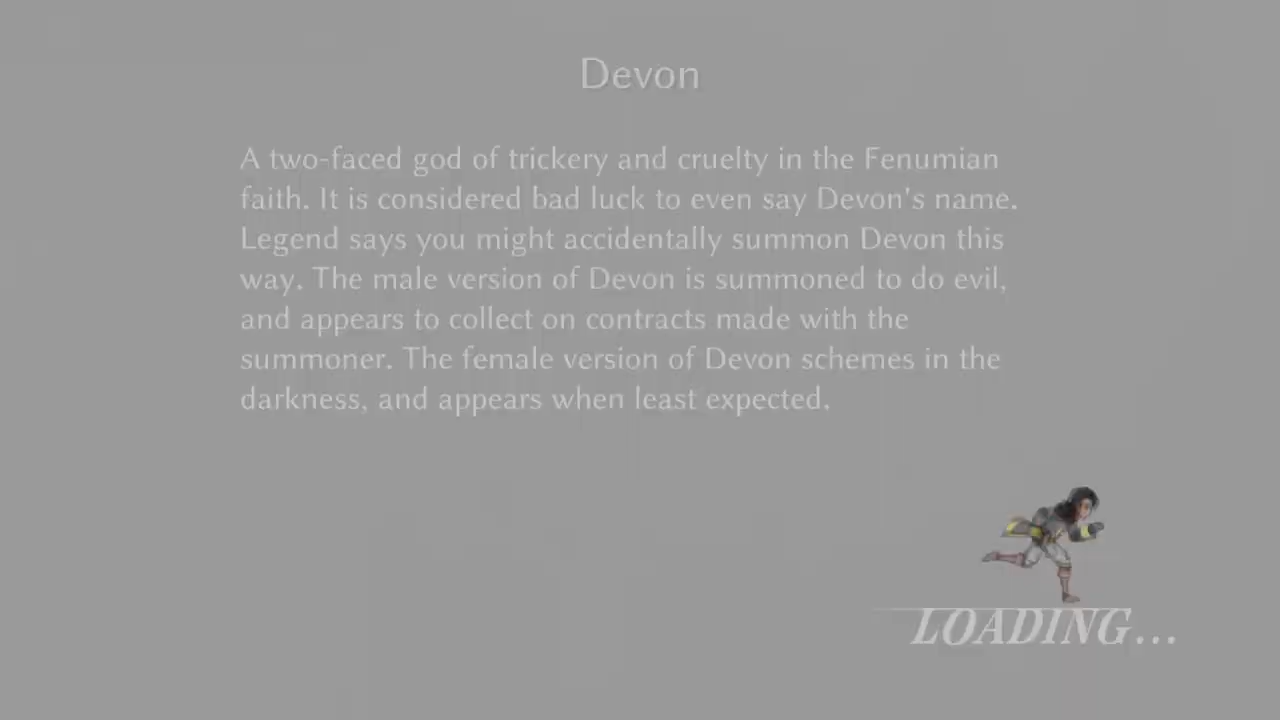 Devon
A two-faced god of trickery and cruelty in the Fenumian
faith. It is considered bad luck to even say Devon's name.
Legend says you might accidentally summon Devon this
way. The male version of Devon is summoned to do evil,
and appears to collect on contracts made with the
summoner. The female version of Devon schemes in the
darkness, and appears when least expected.
LOADING...